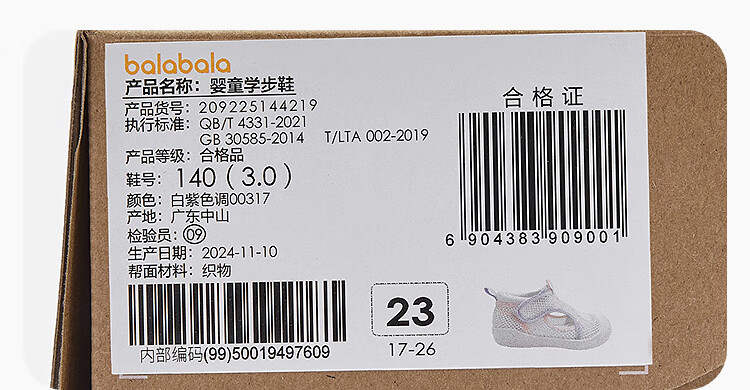 balabala
产品名称：婴童学步鞋
产品货号：209225144219
执行标准：QB/T 4331-2021
GB 30585-2014 T/LTA 002-2019
产品等级：合格品
鞋号：140（3.0）
颜色：白紫色调00317
产地：广东中山
检验员：09
生产日期：2024-11-10
帮面材料：织物
内部编码(99)50019497609
合格证
6 904383 909001
23
17-26